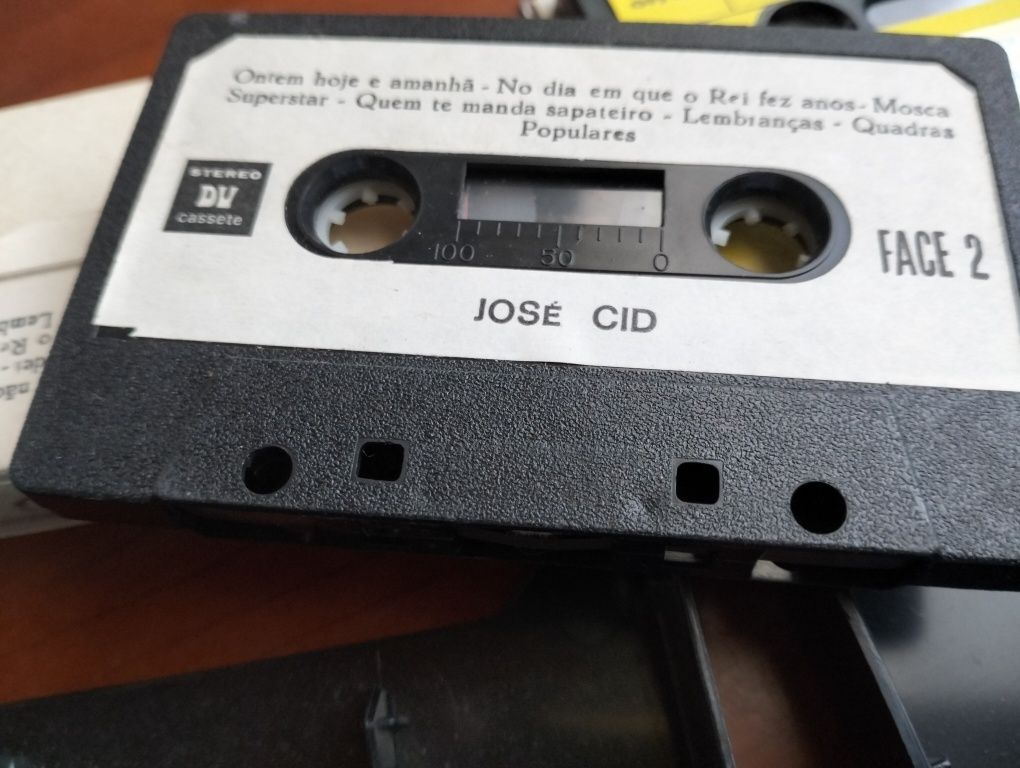 Ontem hoje e amanhã - No dia em que o Rei fez anos- Mosca
Superstar - Quem te manda sapateiro - Lembranças - Quadras
Populares
STEREO
DV
cassete
100 50 0
FACE 2
JOSÉ CID
não